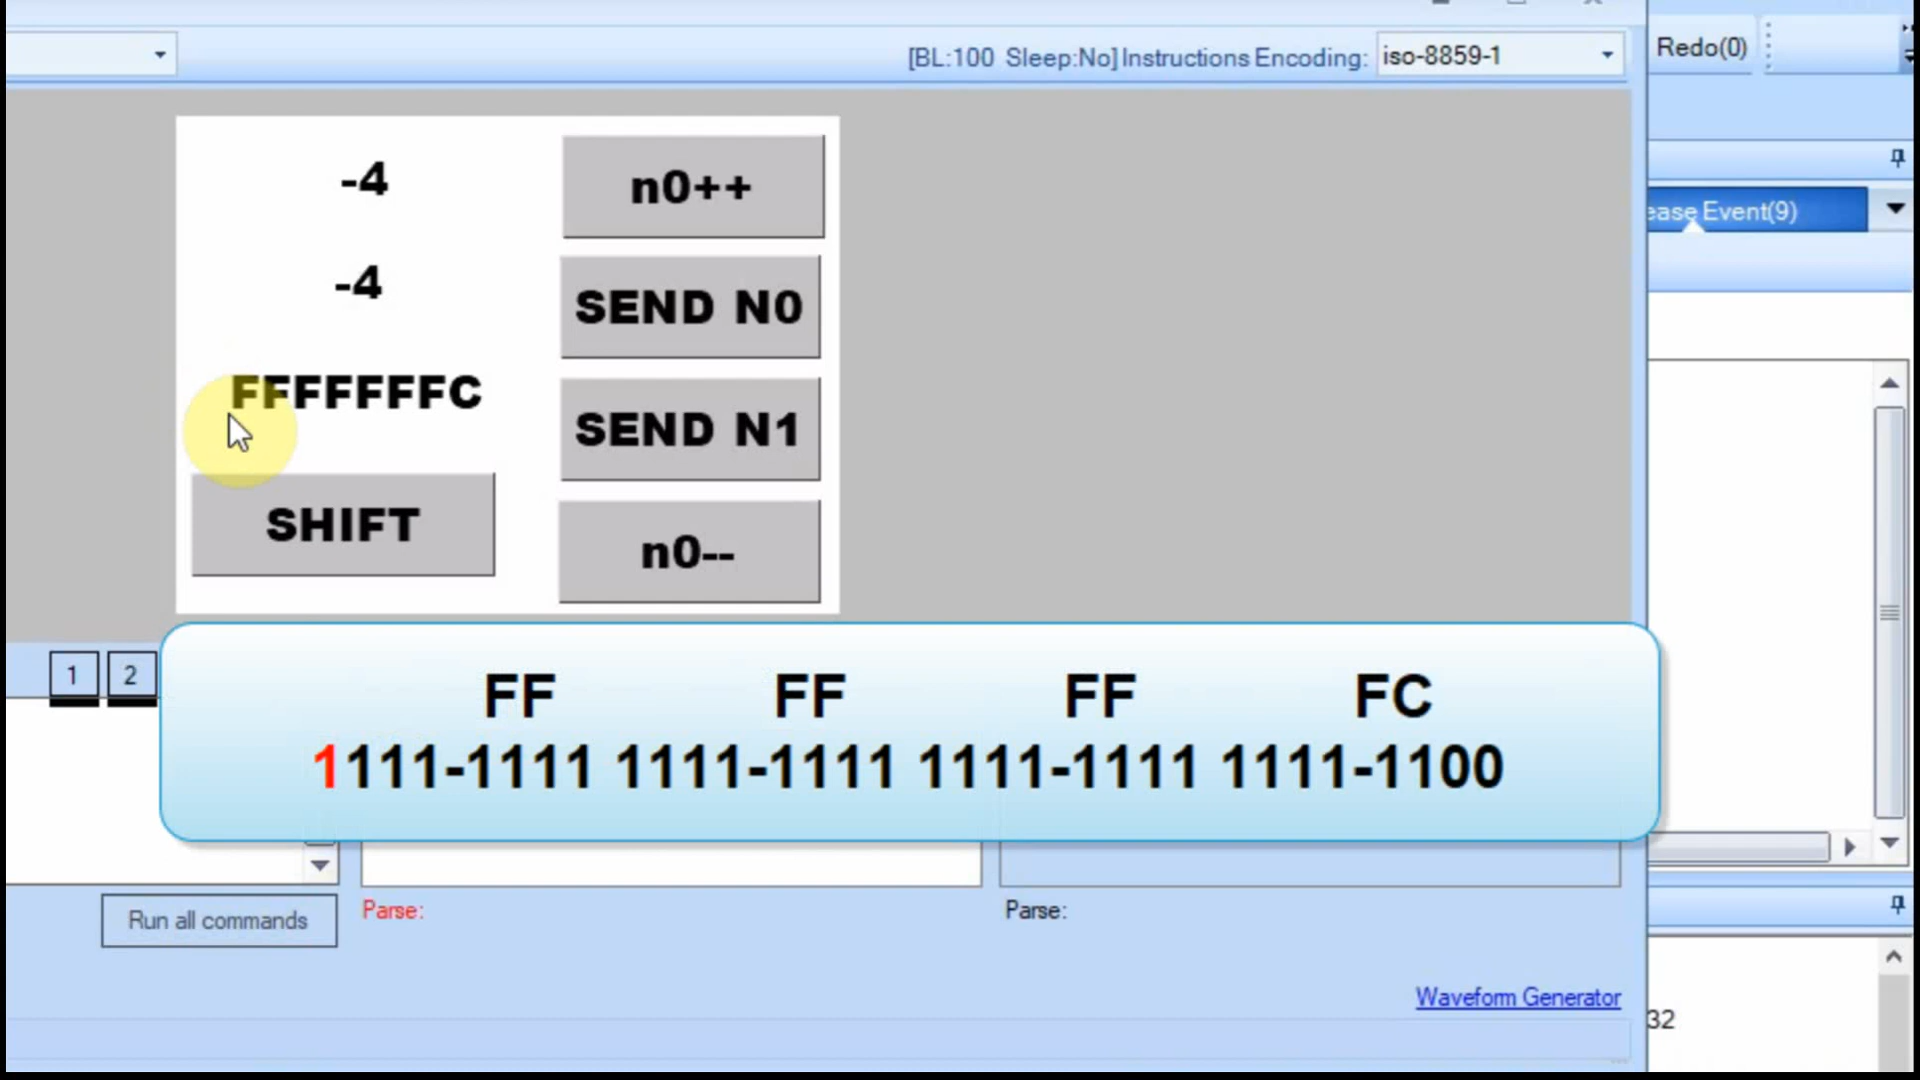 [BL:100 Sleep:No] Instructions Encoding: iso-8859-1
Redo(0)
ease Event(9)
-4
n0++
-4
SEND N0
FFFFFFFC
SEND N1
SHIFT
n0--
1 2
FF FF FF FC
1111-1111 1111-1111 1111-1111 1111-1100
Run all commands
Parse:
Parse:
Waveform Generator
32